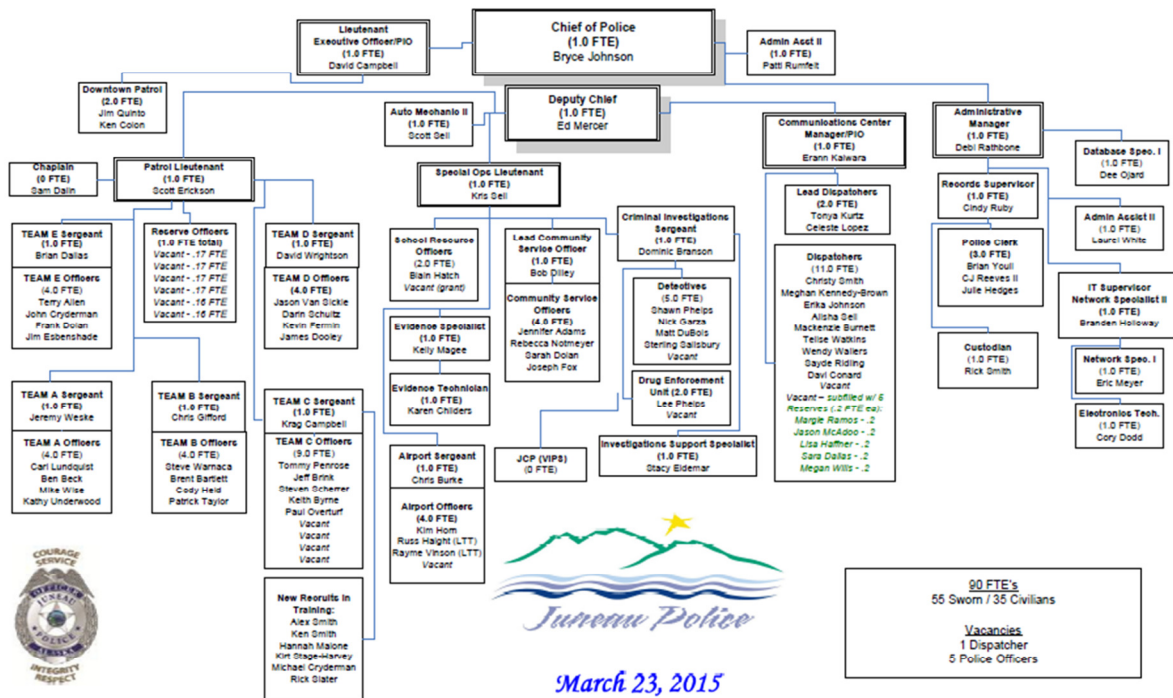 Lieutenant
Executive Officer/PIO
(1.0 FTE)
David Campbell
Chief of Police
(1.0 FTE)
Bryce Johnson
Admin Asst II
(1.0 FTE)
Patti Rumfelt
Downtown Patrol
(2.0 FTE)
Jim Quinto
Ken Colon
Auto Mechanic II
(1.0 FTE)
Scott Sell
Deputy Chief
(1.0 FTE)
Ed Mercer
Communications Center
Manager/PIO
(1.0 FTE)
Erann Kalwara
Administrative
Manager
(1.0 FTE)
Debi Rathbone
Database Spec. I
(1.0 FTE)
Dee Ojard
Chaplain
(0 FTE)
Sam Dalin
Patrol Lieutenant
(1.0 FTE)
Scott Erickson
Special Ops Lieutenant
(1.0 FTE)
Kris Sell
TEAM E Sergeant
(1.0 FTE)
Brian Dallas
TEAM E Officers
(4.0 FTE)
Terry Allen
John Cryderman
Frank Dolan
Jim Esbenshade
Reserve Officers
(1.0 FTE total)
Vacant - .17 FTE
Vacant - .17 FTE
Vacant - .17 FTE
Vacant - .17 FTE
Vacant - .16 FTE
Vacant - .16 FTE
TEAM D Sergeant
(1.0 FTE)
David Wrightson
TEAM D Officers
(4.0 FTE)
Jason Van Sickle
Darin Schultz
Kevin Fermin
James Dooley
School Resource
Officers
(2.0 FTE)
Blain Hatch
Vacant (grant)
Lead Community
Service Officer
(1.0 FTE)
Bob Dilley
Community Service
Officers
(4.0 FTE)
Jennifer Adams
Rebecca Notmeyer
Sarah Dolan
Joseph Fox
Criminal Investigations
Sergeant
(1.0 FTE)
Dominic Branson
Detectives
(5.0 FTE)
Shawn Phelps
Nick Garza
Matt DuBois
Sterling Salisbury
Vacant
Lead Dispatchers
(2.0 FTE)
Tonya Kurtz
Celeste Lopez
Dispatchers
(11.0 FTE)
Christy Smith
Meghan Kennedy-Brown
Erika Johnson
Alisha Sell
Mackenzie Burnett
Telise Watkins
Wendy Wallers
Sayde Ridling
Davi Conard
Vacant
Vacant – subfilled w/ 5
Reserves (.2 FTE ea):
Margie Ramos - .2
Jason McAdoo - .2
Lisa Haffner - .2
Sara Dallas - .2
Megan Wills - .2
Records Supervisor
(1.0 FTE)
Cindy Ruby
Police Clerk
(3.0 FTE)
Brian Youll
CJ Reeves II
Julie Hedges
Custodian
(1.0 FTE)
Rick Smith
Admin Assist II
(1.0 FTE)
Laurel White
IT Supervisor
Network Specialist II
(1.0 FTE)
Branden Holloway
Network Spec. I
(1.0 FTE)
Eric Meyer
Electronics Tech.
(1.0 FTE)
Cory Dodd
Evidence Specialist
(1.0 FTE)
Kelly Magee
Evidence Technician
(1.0 FTE)
Karen Childers
Drug Enforcement
Unit (2.0 FTE)
Lee Phelps
Vacant
Investigations Support Specialist
(1.0 FTE)
Stacy Eldemar
JCP (VIPS)
(0 FTE)
TEAM A Sergeant
(1.0 FTE)
Jeremy Weske
TEAM A Officers
(4.0 FTE)
Carl Lundquist
Ben Beck
Mike Wise
Kathy Underwood
TEAM B Sergeant
(1.0 FTE)
Chris Gifford
TEAM B Officers
(4.0 FTE)
Steve Warnaca
Brent Bartlett
Cody Held
Patrick Taylor
TEAM C Sergeant
(1.0 FTE)
Krag Campbell
TEAM C Officers
(9.0 FTE)
Tommy Penrose
Jeff Brink
Steven Scherrer
Keith Byrne
Paul Overturf
Vacant
Vacant
Vacant
Vacant
Airport Sergeant
(1.0 FTE)
Chris Burke
Airport Officers
(4.0 FTE)
Kim Horn
Russ Haight (LTT)
Rayme Vinson (LTT)
Vacant
New Recruits in
Training:
Alex Smith
Ken Smith
Hannah Malone
Kirt Stage-Harvey
Michael Cryderman
Rick Slater
COURAGE
SERVICE
OFFICER
JUNEAU
POLICE
ALASKA
INTEGRITY
RESPECT
Juneau Police
March 23, 2015
90 FTE's
55 Sworn / 35 Civilians
Vacancies
1 Dispatcher
5 Police Officers